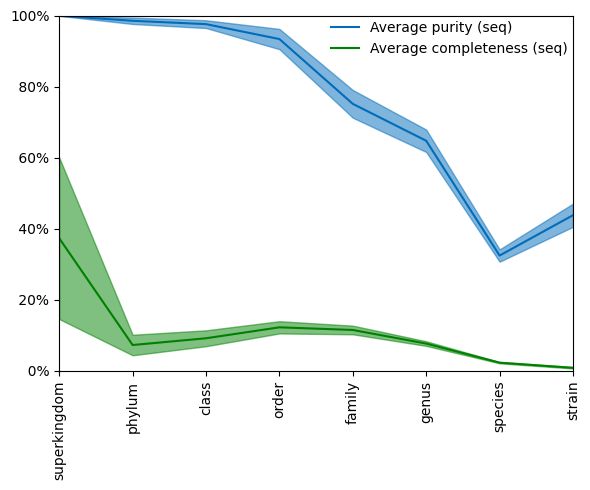 100%
80%
60%
40%
20%
0%
Average purity (seq)
Average completeness (seq)
superkingdom
phylum
class
order
family
genus
species
strain